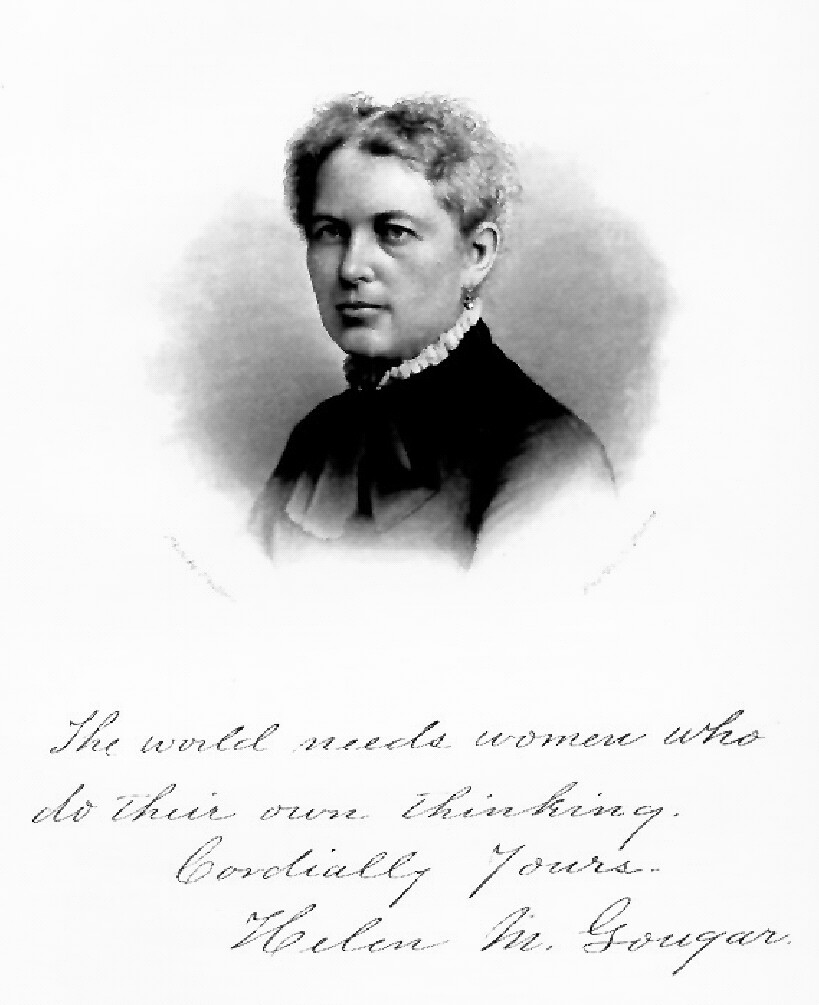 The world needs women who
do their own thinking.
Cordially Yours.
Helen M. Gougar.